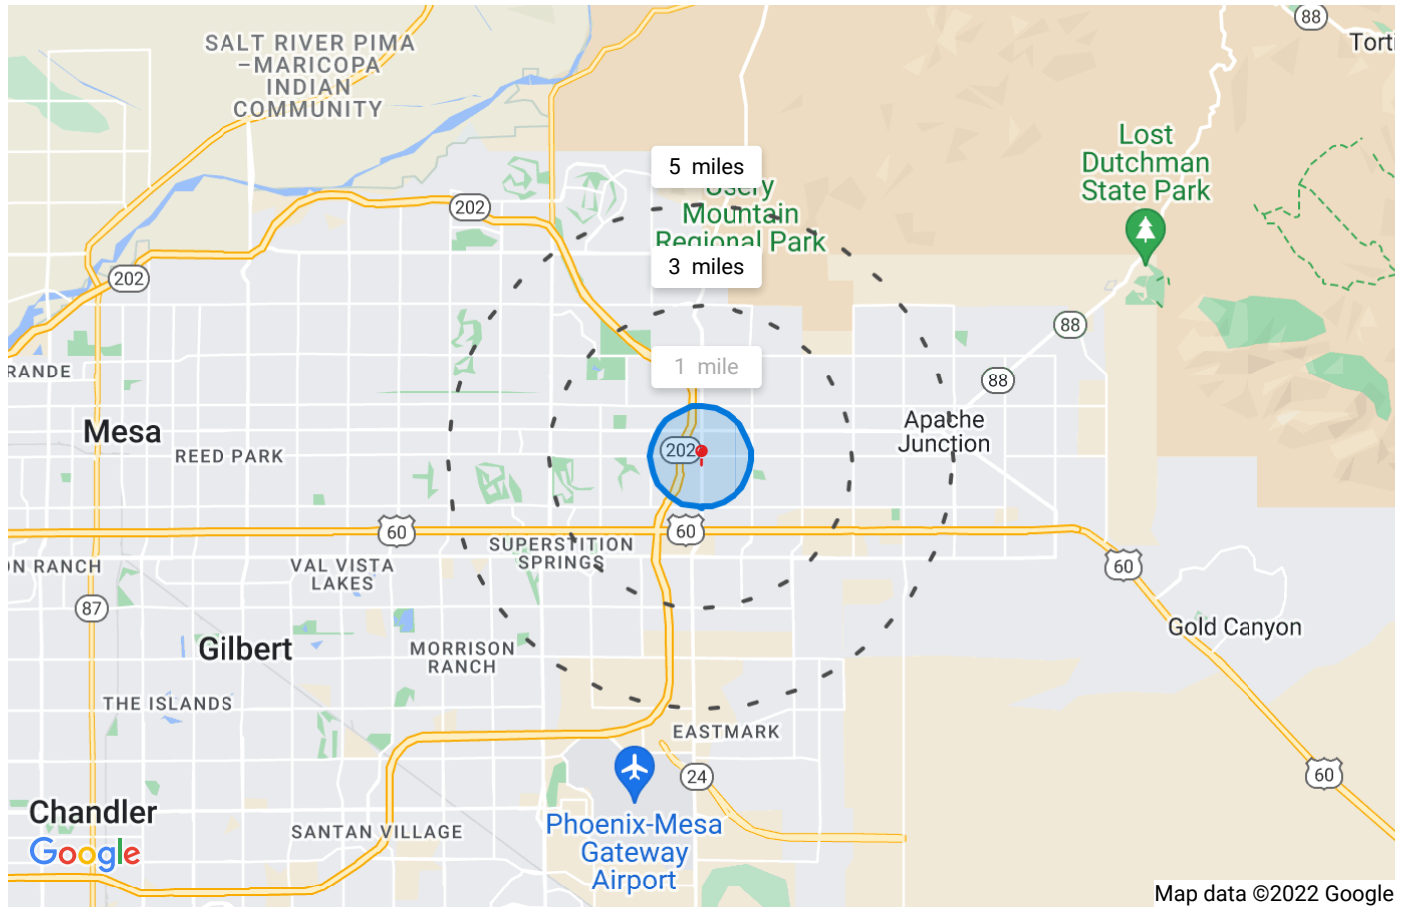 88
Torti
SALT RIVER PIMA
–MARICOPA
INDIAN
COMMUNITY
Lost
Dutchman
State Park
5 miles
Usery
Mountain
Regional Park
202
3 miles
202
88
1 mile
RANDE
88
Apache
Junction
Mesa
REED PARK
202
60
60
SUPERSTITION
SPRINGS
ON RANCH
VAL VISTA
LAKES
60
87
Gold Canyon
Gilbert
MORRISON
RANCH
THE ISLANDS
EASTMARK
24
60
Chandler
SANTAN VILLAGE
Phoenix-Mesa
Gateway
Airport
Google
Map data ©2022 Google